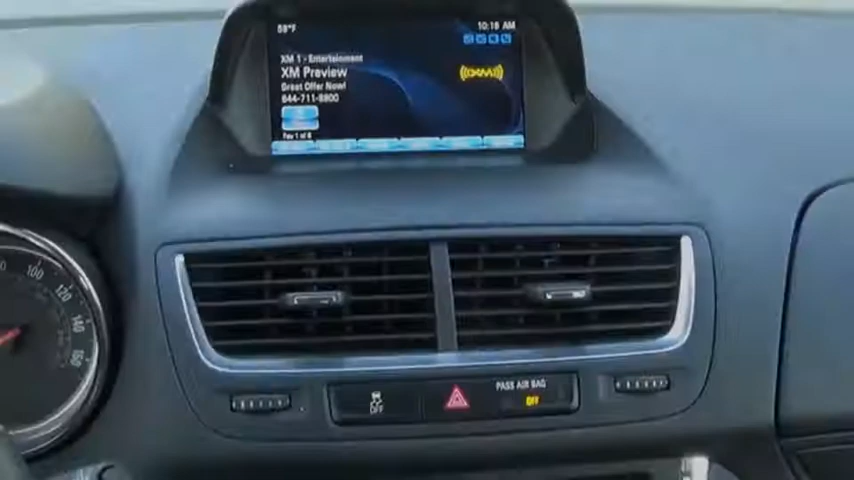 58°F
10:18 AM
XM 1 - Entertainment
XM Preview
((XM))
Great Offer Now!
844-711-8800
Fav 1 of 6
100
120
140
160
OFF
PASS AIR BAG
OFF